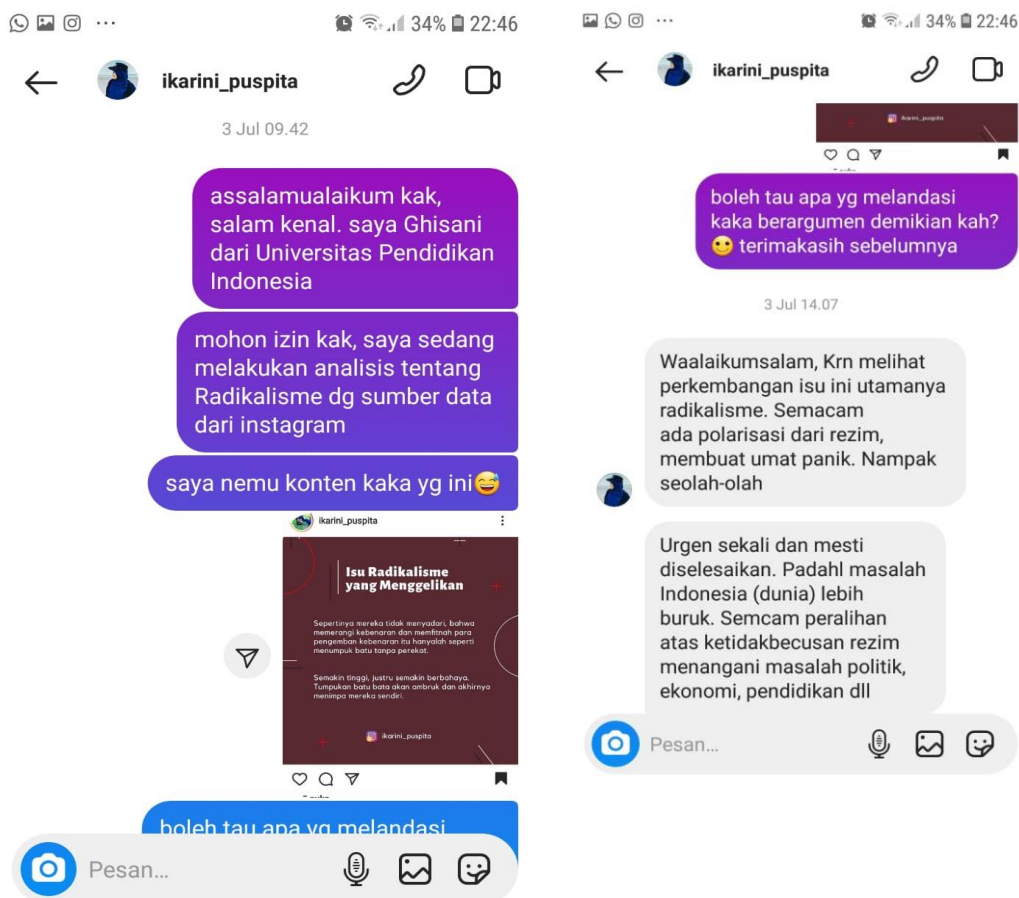 34% 22:46
ikarini_puspita
3 Jul 09.42
assalamualaikum kak,
salam kenal. saya Ghisani
dari Universitas Pendidikan
Indonesia
mohon izin kak, saya sedang
melakukan analisis tentang
Radikalisme dg sumber data
dari instagram
saya nemu konten kaka yg ini😅
ikarini_puspita
Isu Radikalisme
yang Menggelikan
Sepertinya mereka tidak menyadari, bahwa
memerangi kebenaran dan memfitnah para
pengemban kebenaran itu hanyalah seperti
menumpuk batu tanpa perekat.
Semakin tinggi, justru semakin berbahaya.
Tumpukan batu bata akan ambruk dan akhirnya
menimpa mereka sendiri.
ikarini_puspita
boleh tau apa yg melandasi
Pesan...
34% 22:46
ikarini_puspita
ikarini_puspita
boleh tau apa yg melandasi
kaka berargumen demikian kah?
🙂 terimakasih sebelumnya
3 Jul 14.07
Waalaikumsalam, Krn melihat
perkembangan isu ini utamanya
radikalisme. Semacam
ada polarisasi dari rezim,
membuat umat panik. Nampak
seolah-olah
Urgen sekali dan mesti
diselesaikan. Padahl masalah
Indonesia (dunia) lebih
buruk. Semcam peralihan
atas ketidakbecusan rezim
menangani masalah politik,
ekonomi, pendidikan dll
Pesan...